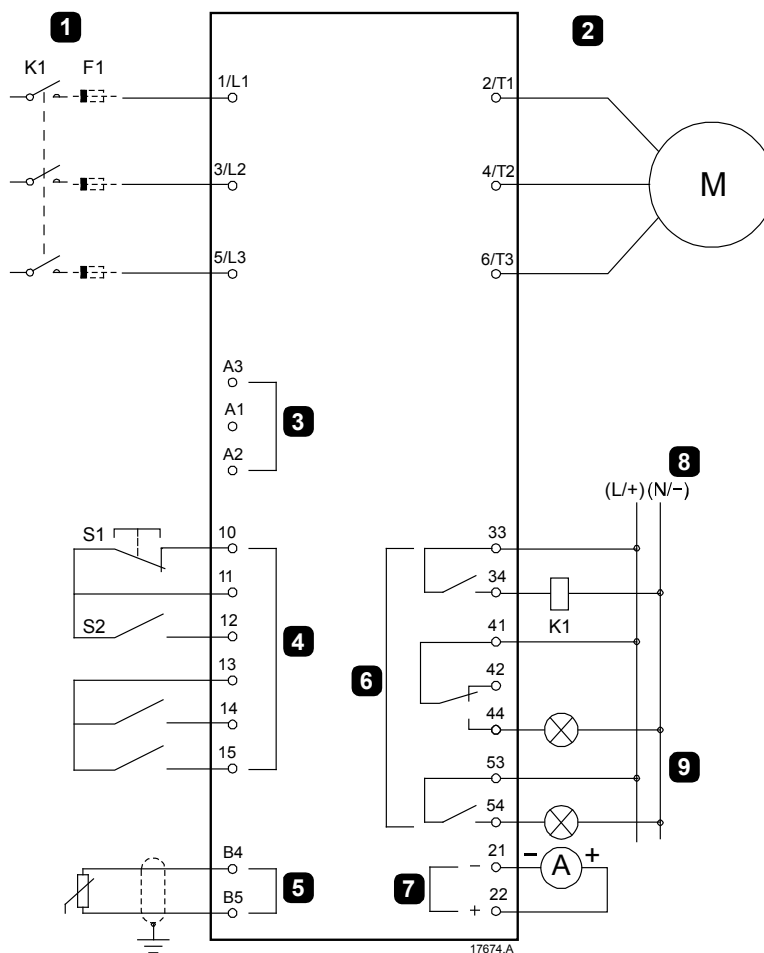 1
2
K1
F1
1/L1
2/T1
3/L2
4/T2
M
5/L3
6/T3
A3
A1
3
A2
8
(L/+) (N/−)
S1
10
33
11
34
S2
12
K1
4
41
13
6
42
14
44
15
53
9
54
B4
21
−
−
A
+
5
7
B5
+
22
17674.A